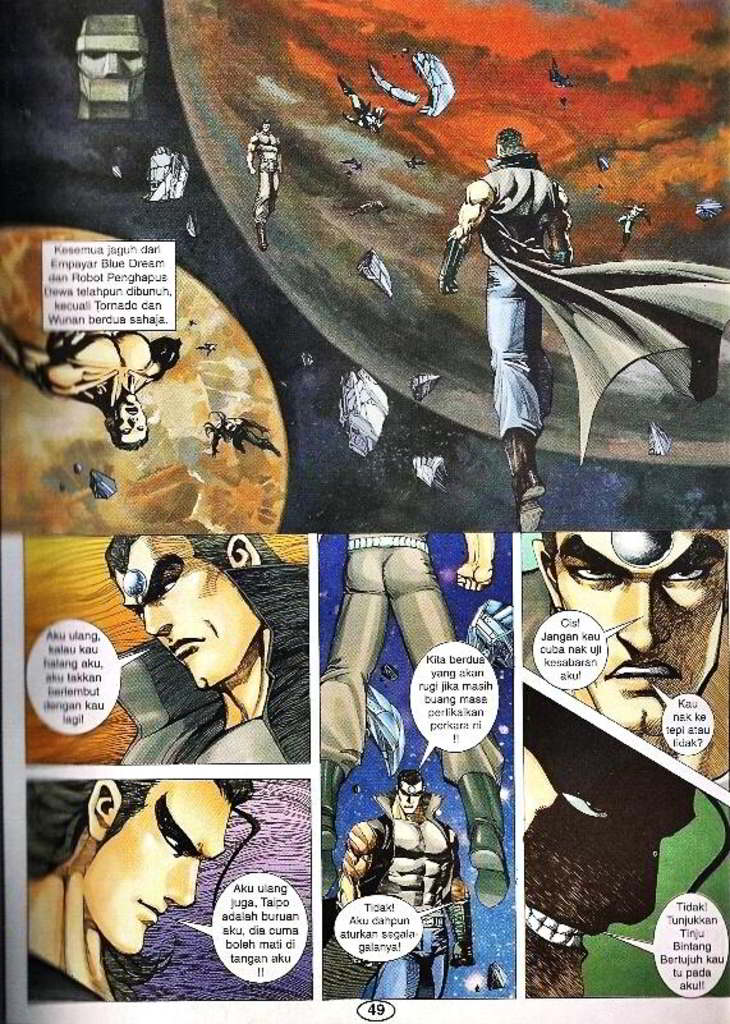 Kesemua jaguh dari
Empayar Blue Dream
dan Robot Penghapus
Dewa telahpun dibunuh,
kecuali Tornado dan
Wunan berdua sahaja.
Aku ulang,
kalau kau
halang aku,
aku takkan
berlembut
dengan kau
lagi!
Kita berdua
yang akan
rugi jika masih
buang masa
perlikaikan
perkara ni
!!
Cis!
Jangan kau
cuba nak uji
kesabaran
aku!
Kau
nak ke
tepi atau
tidak?
Aku ulang
juga, Taipo
adalah buruan
aku, dia cuma
boleh mati di
tangan aku
!!
Tidak!
Aku dahpun
aturkan segala-
galanya!
Tidak!
Tunjukkan
Tinju
Bintang
Bertujuh kau
tu pada
aku!
49